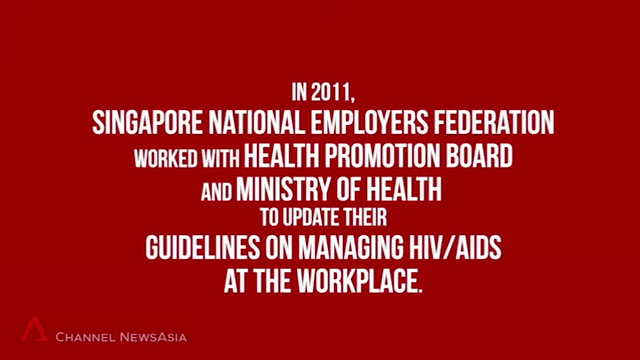 IN 2011,
SINGAPORE NATIONAL EMPLOYERS FEDERATION
WORKED WITH HEALTH PROMOTION BOARD
AND MINISTRY OF HEALTH
TO UPDATE THEIR
GUIDELINES ON MANAGING HIV/AIDS
AT THE WORKPLACE.
CHANNEL NEWSASIA